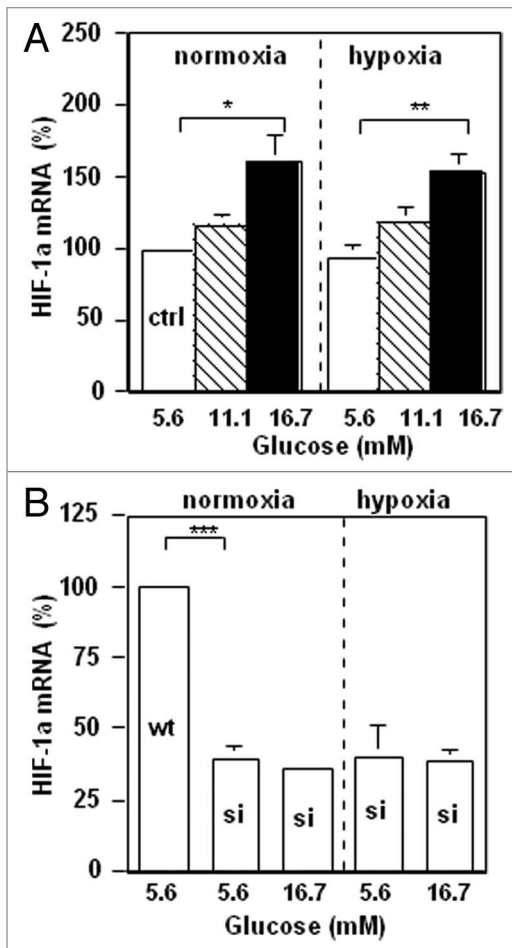 A
250
200
150
100
50
0
HIF-1a mRNA (%)
normoxia hypoxia
* **
ctrl
5.6 11.1 16.7 5.6 11.1 16.7
Glucose (mM)
B
125
100
75
50
25
0
HIF-1a mRNA (%)
normoxia hypoxia
***
wt si si si si
5.6 5.6 16.7 5.6 16.7
Glucose (mM)